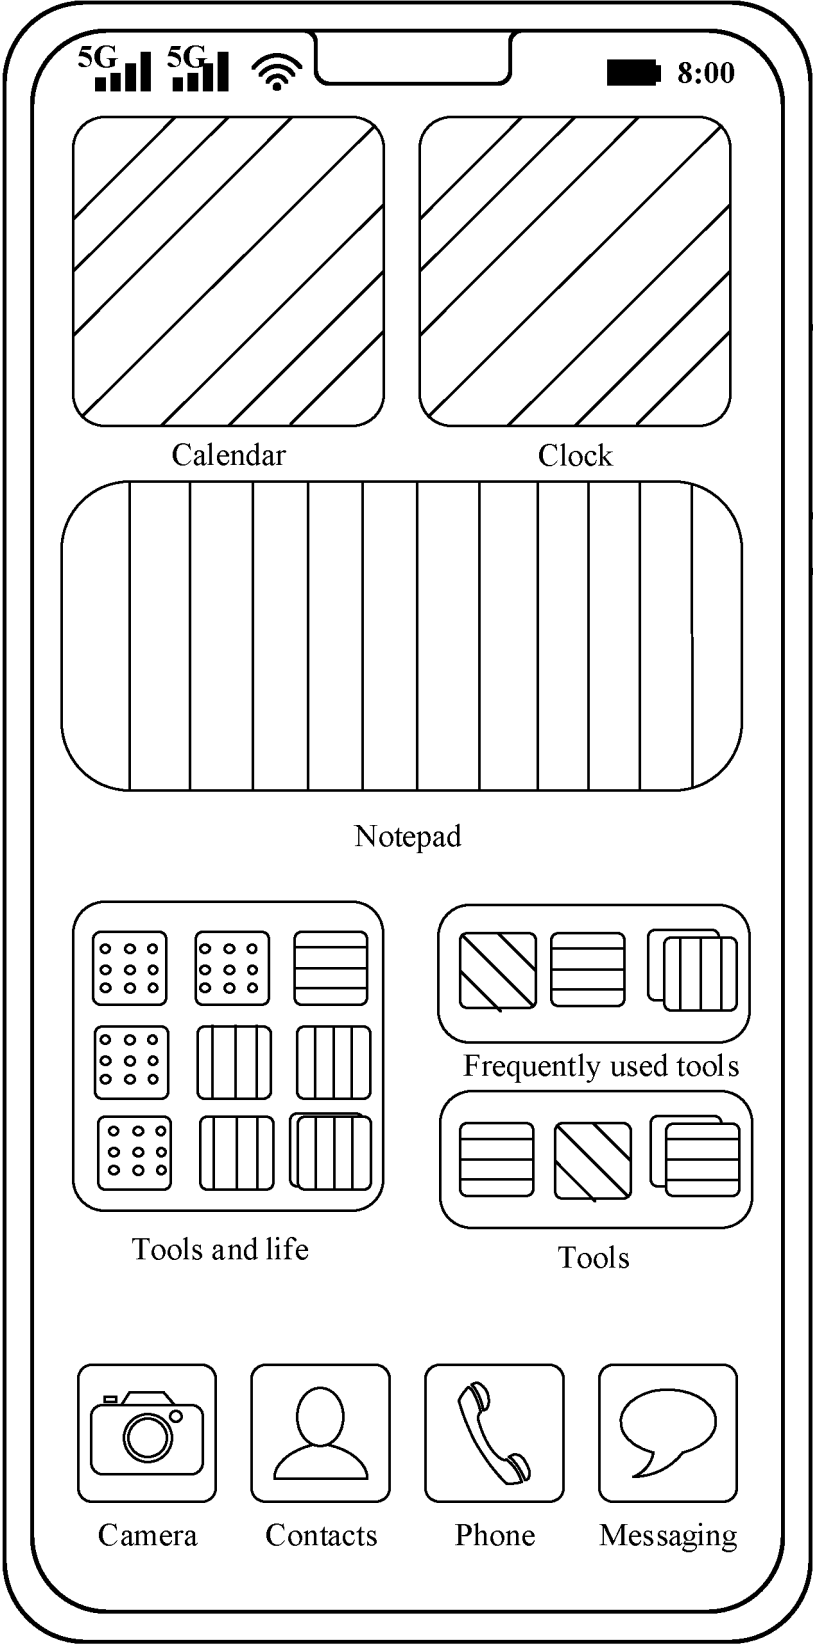 5G 5G 8:00
Calendar Clock
Notepad
Frequently used tools
Tools and life
Tools
Camera Contacts Phone Messaging